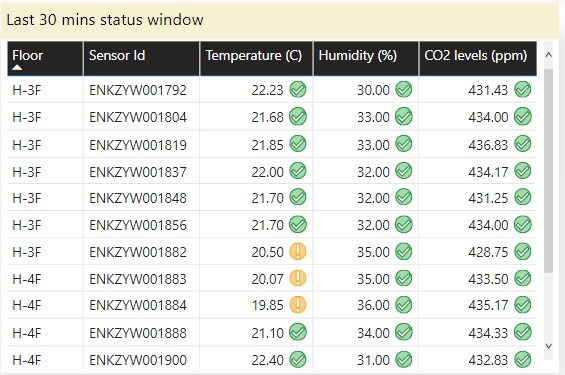 Last 30 mins status window
Floor Sensor Id Temperature (C) Humidity (%) CO2 levels (ppm)
H-3F ENKZYW001792 22.23 30.00 431.43
H-3F ENKZYW001804 21.68 33.00 434.00
H-3F ENKZYW001819 21.85 33.00 436.83
H-3F ENKZYW001837 22.00 32.00 434.17
H-3F ENKZYW001848 21.70 32.00 431.25
H-3F ENKZYW001856 21.70 32.00 434.00
H-3F ENKZYW001882 20.50 35.00 428.75
H-4F ENKZYW001883 20.07 35.00 433.50
H-4F ENKZYW001884 19.85 36.00 435.17
H-4F ENKZYW001888 21.10 34.00 434.33
H-4F ENKZYW001900 22.40 31.00 432.83